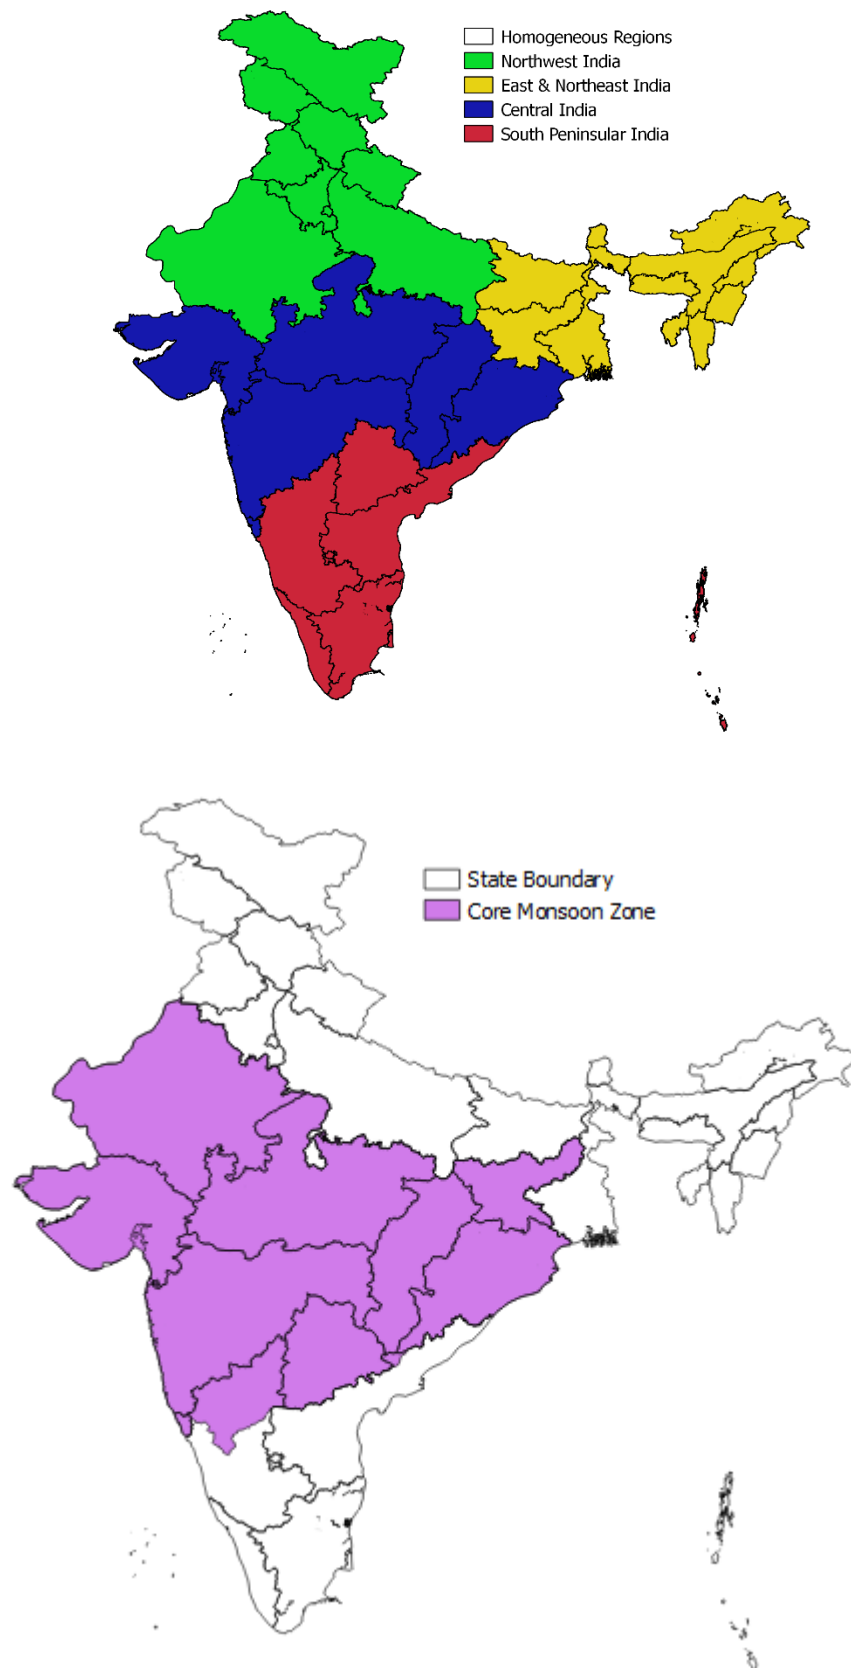 Homogeneous Regions
Northwest India
East & Northeast India
Central India
South Peninsular India
State Boundary
Core Monsoon Zone